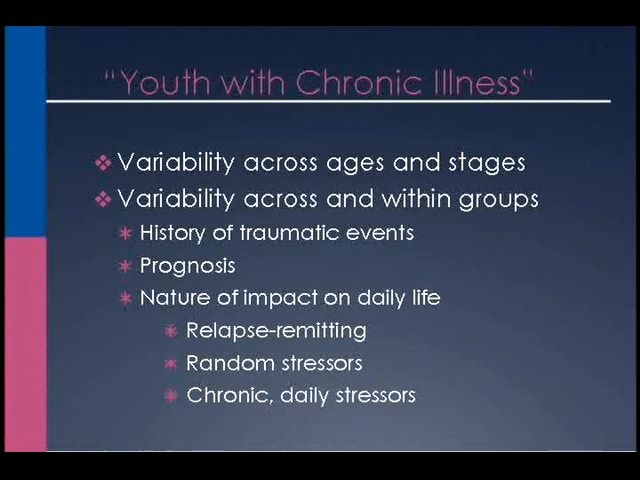 “Youth with Chronic Illness”
Variability across ages and stages
Variability across and within groups
History of traumatic events
Prognosis
Nature of impact on daily life
Relapse-remitting
Random stressors
Chronic, daily stressors